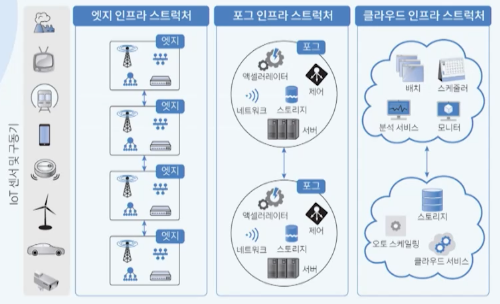 엣지 인프라 스트럭처
포그 인프라 스트럭처
클라우드 인프라 스트럭처
IoT 센서 및 구동기
엣지
엣지
엣지
엣지
포그
액셀러레이터
제어
네트워크
스토리지
서버
포그
액셀러레이터
제어
네트워크
스토리지
서버
배치
스케줄러
분석 서비스
모니터
스토리지
오토 스케일링
클라우드 서비스